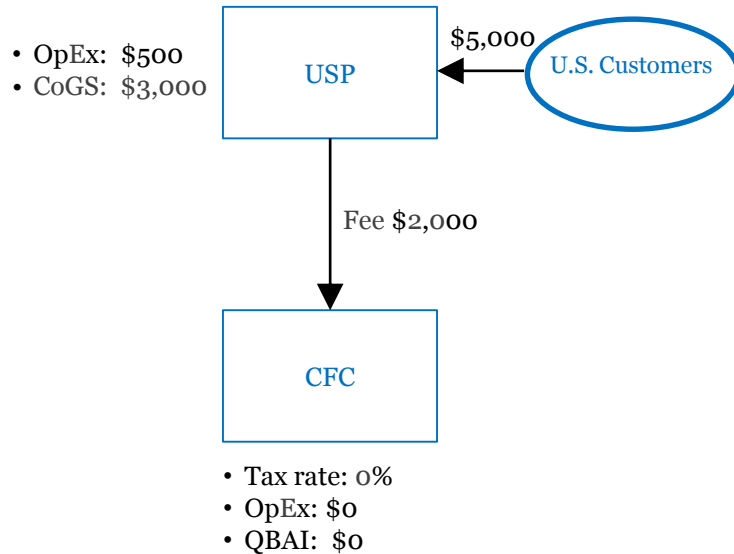 $5,000
• OpEx: $500
• CoGS: $3,000
USP
U.S. Customers
Fee $2,000
CFC
• Tax rate: 0%
• OpEx: $0
• QBAI: $0